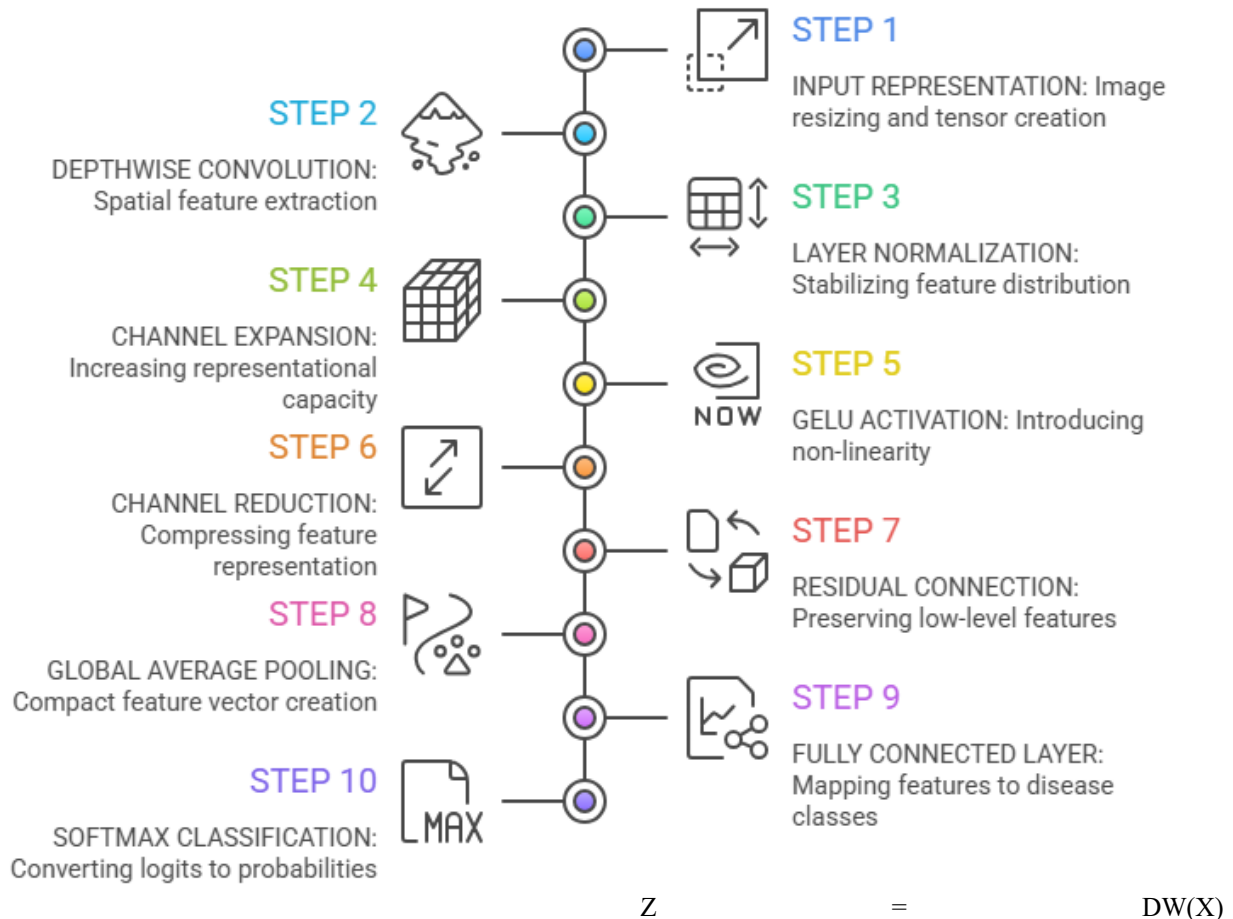 STEP 1
INPUT REPRESENTATION: Image
resizing and tensor creation
STEP 2
DEPTHWISE CONVOLUTION:
Spatial feature extraction
STEP 3
LAYER NORMALIZATION:
Stabilizing feature distribution
STEP 4
CHANNEL EXPANSION:
Increasing representational
capacity
STEP 5
NOW
GELU ACTIVATION: Introducing
non-linearity
STEP 6
CHANNEL REDUCTION:
Compressing feature
representation
STEP 7
RESIDUAL CONNECTION:
Preserving low-level features
STEP 8
GLOBAL AVERAGE POOLING:
Compact feature vector creation
STEP 9
FULLY CONNECTED LAYER:
Mapping features to disease
classes
STEP 10
MAX
SOFTMAX CLASSIFICATION:
Converting logits to probabilities
Z = DW(X)